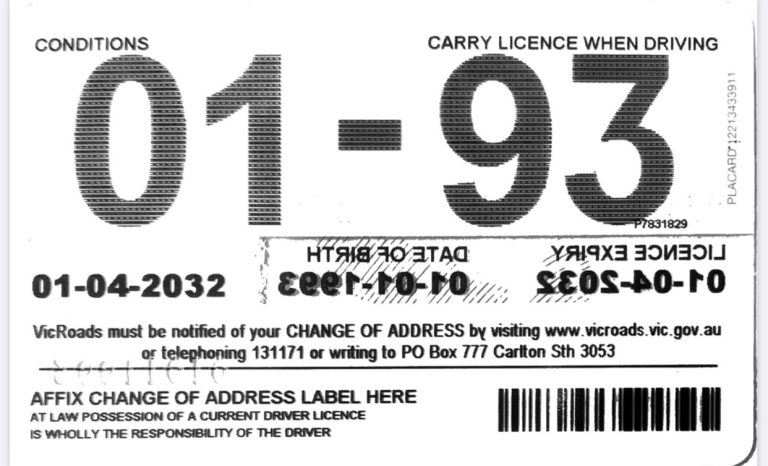 CONDITIONS
CARRY LICENCE WHEN DRIVING
01-93
PLACARD*12213433911
P7831829
DATE OF BIRTH
LICENCE EXPIRY
01-04-2032
01-01-1993
01-04-2032
VicRoads must be notified of your CHANGE OF ADDRESS by visiting www.vicroads.vic.gov.au
or telephoning 131171 or writing to PO Box 777 Carlton Sth 3053
AFFIX CHANGE OF ADDRESS LABEL HERE
AT LAW POSSESSION OF A CURRENT DRIVER LICENCE
IS WHOLLY THE RESPONSIBILITY OF THE DRIVER